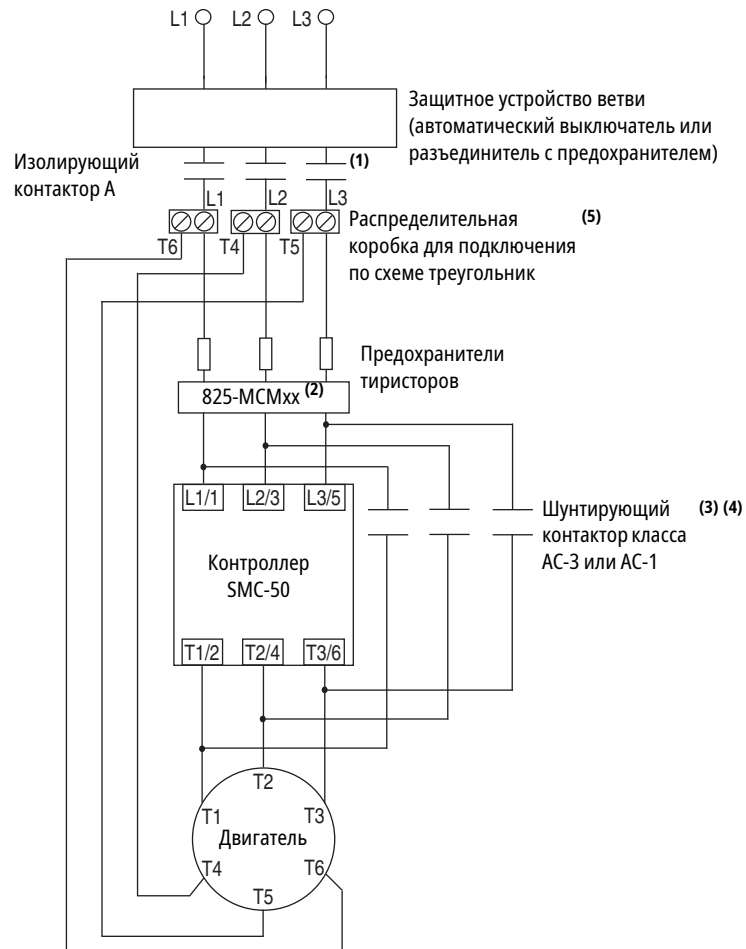 L1 L2 L3
Защитное устройство ветви
(автоматический выключатель или
разъединитель с предохранителем)
Изолирующий
контактор A
(1)
L1 L2 L3
T6 T4 T5
Распределительная (5)
коробка для подключения
по схеме треугольник
Предохранители
тиристоров
825-MCMxx (2)
L1/1 L2/3 L3/5
Контроллер
SMC-50
Шунтирующий (3) (4)
контактор класса
AC-3 или AC-1
T1/2 T2/4 T3/6
T2
T1 T3
Двигатель
T4 T6
T5